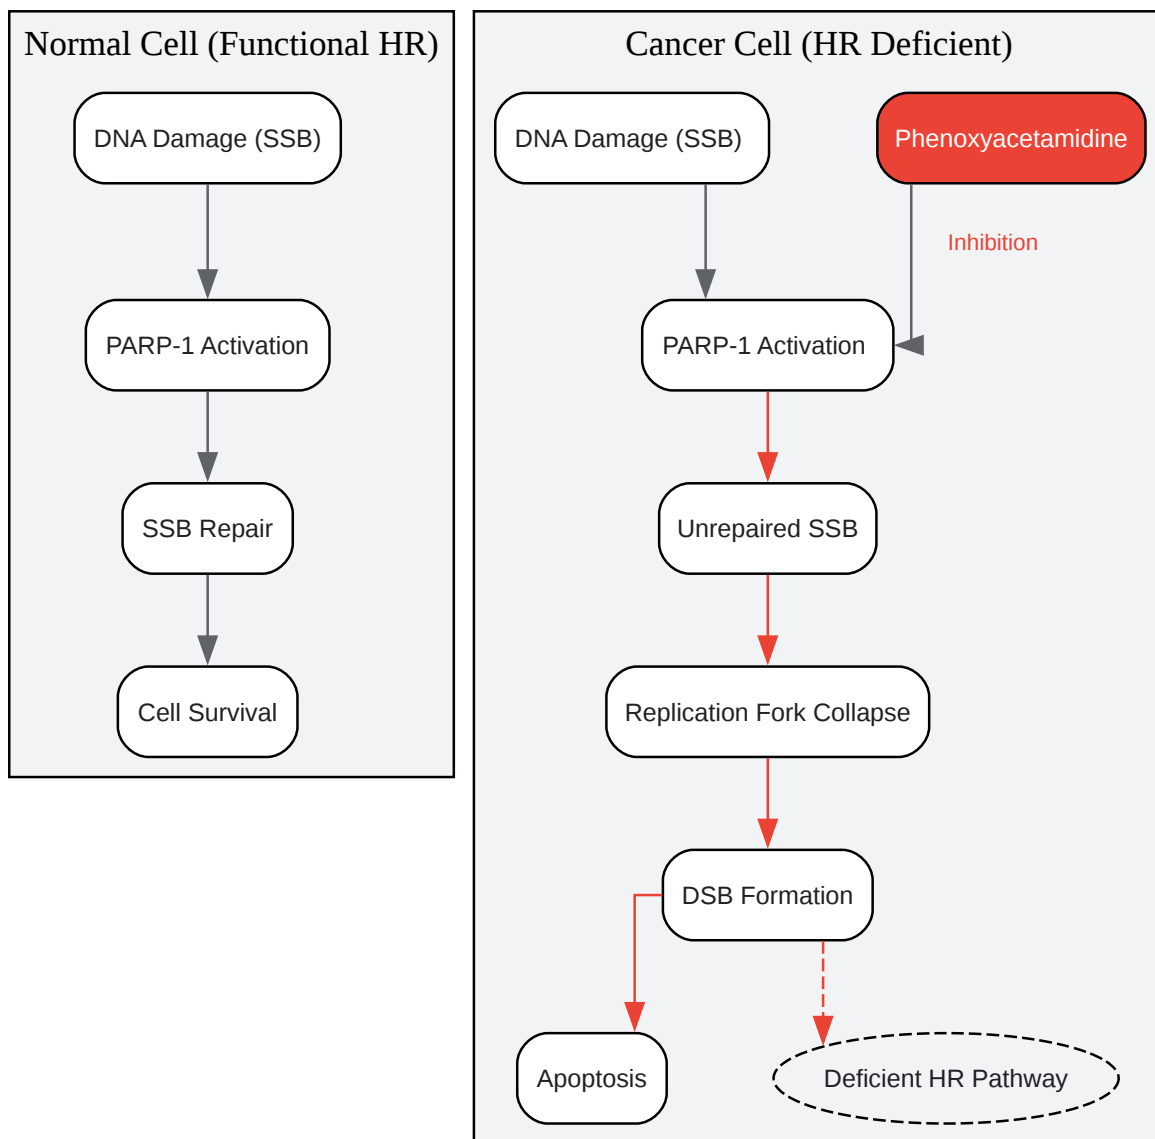 Normal Cell (Functional HR)
DNA Damage (SSB)
PARP-1 Activation
SSB Repair
Cell Survival
Cancer Cell (HR Deficient)
DNA Damage (SSB)
Phenoxyacetamidine
Inhibition
PARP-1 Activation
Unrepaired SSB
Replication Fork Collapse
DSB Formation
Apoptosis
Deficient HR Pathway